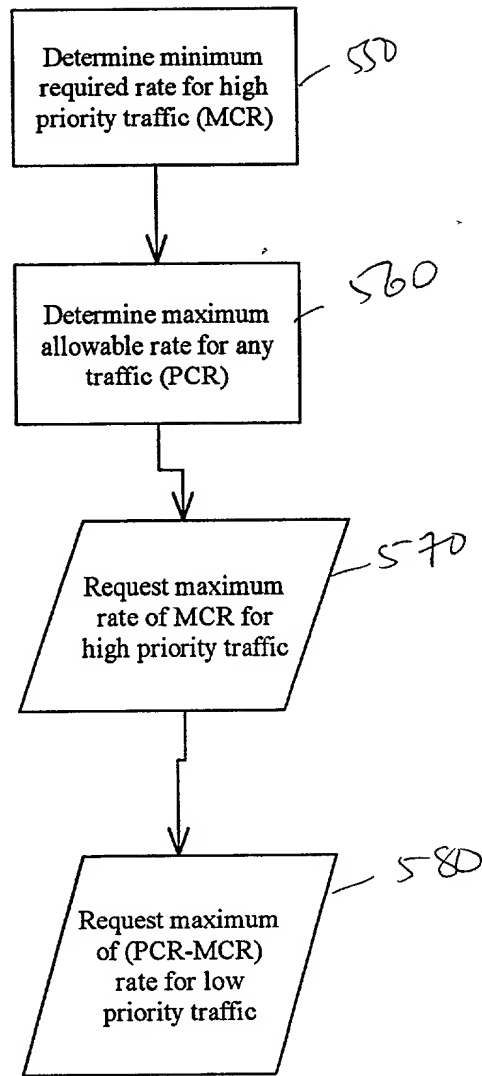 Determine minimum
required rate for high
priority traffic (MCR)
550
Determine maximum
allowable rate for any
traffic (PCR)
560
Request maximum
rate of MCR for
high priority traffic
570
Request maximum
of (PCR-MCR)
rate for low
priority traffic
580